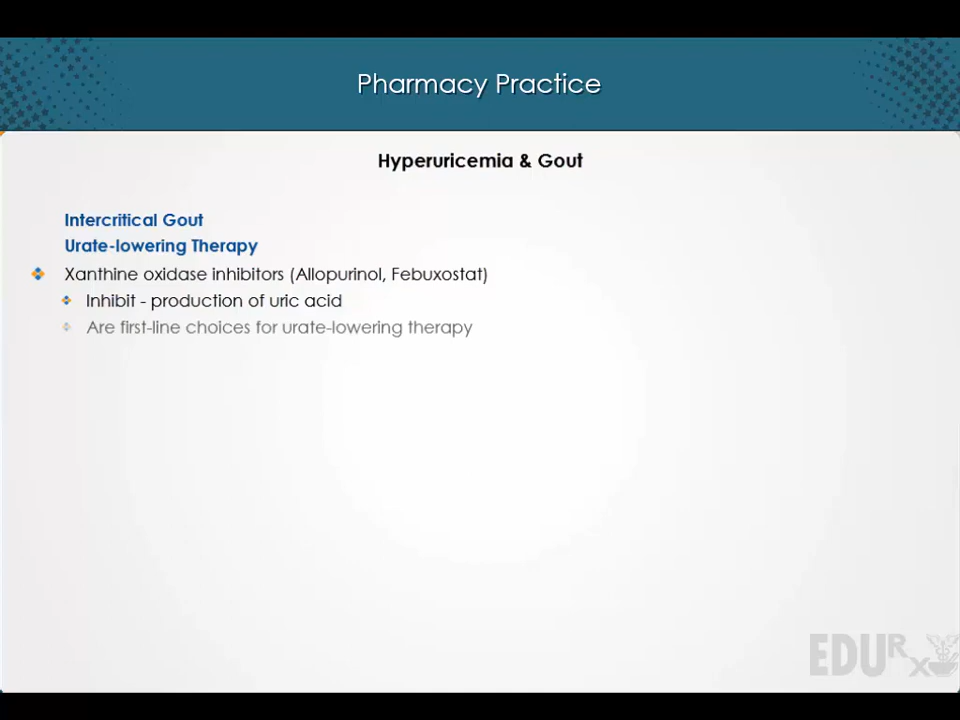 Pharmacy Practice
Hyperuricemia & Gout
Intercritical Gout
Urate-lowering Therapy
Xanthine oxidase inhibitors (Allopurinol, Febuxostat)
Inhibit - production of uric acid
Are first-line choices for urate-lowering therapy
EDURx